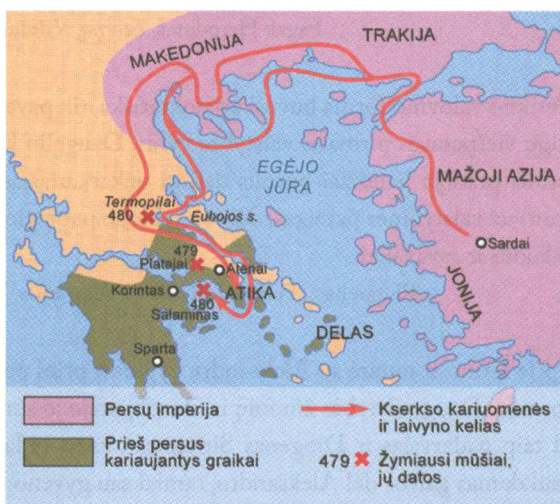 MAKEDONIJA
TRAKIJA
EGĖJO
JŪRA
MAŽOJI AZIJA
Termopilai
480
Eubojos s.
Sardai
479
Platajai
Atėnai
Korintas
ATIKA
480
Salaminas
JONIJA
DELAS
Sparta
Persų imperija
Prieš persus
kariaujantys graikai
Kserkso kariuomenės
ir laivyno kelias
479 Žymiausi mūšiai,
jų datos